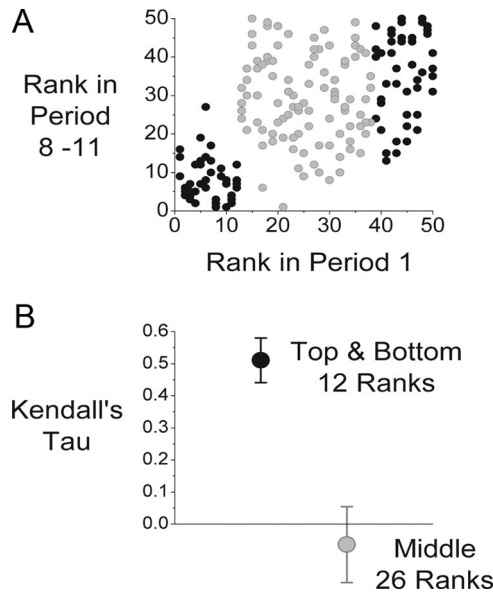 A
Rank in
Period
8 -11
50
40
30
20
10
0
0 10 20 30 40 50
Rank in Period 1
B
Kendall's
Tau
0.6
0.5
0.4
0.3
0.2
0.1
0.0
Top & Bottom
12 Ranks
Middle
26 Ranks